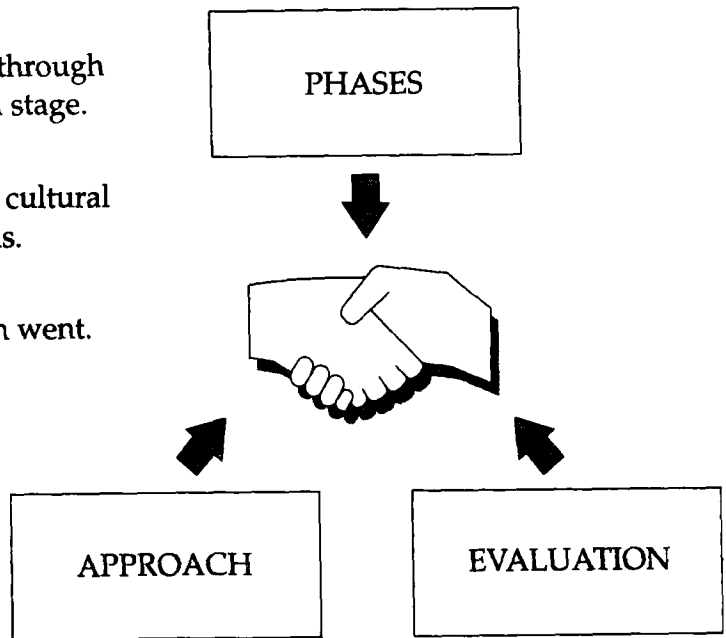 through
stage.
cultural
went.
PHASES
APPROACH
EVALUATION